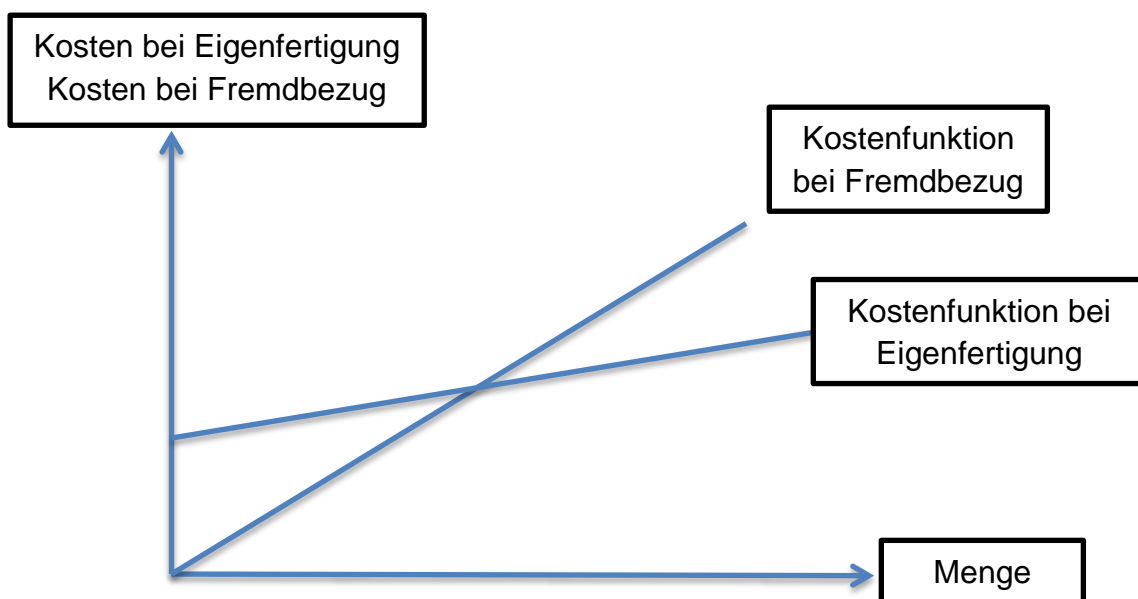 Kosten bei Eigenfertigung
Kosten bei Fremdbezug
Kostenfunktion
bei Fremdbezug
Kostenfunktion bei
Eigenfertigung
Menge